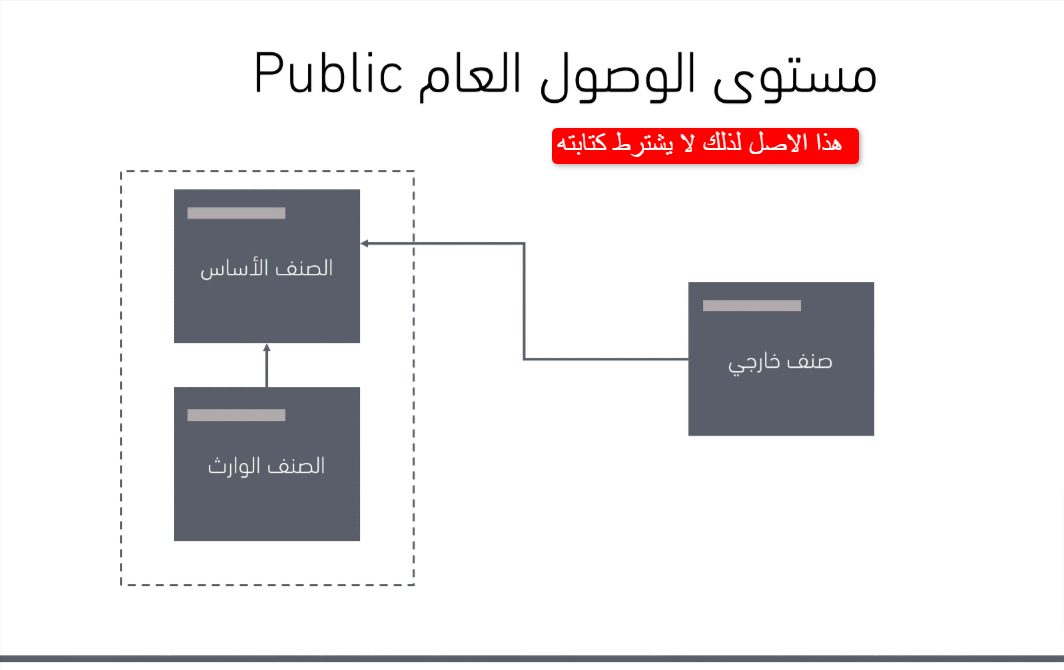 مستوى الوصول العام Public
هذا الاصل لذلك لا يشترط كتابته
الصنف الأساس
صنف خارجي
الصنف الوارث